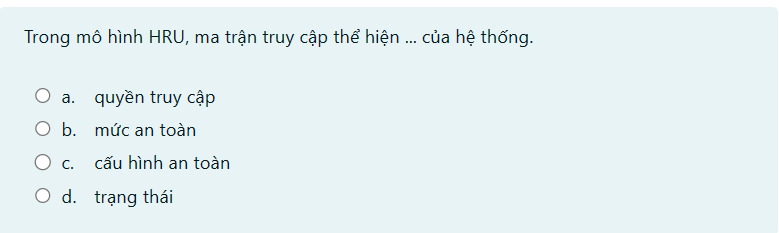 Trong mô hình HRU, ma trận truy cập thể hiện ... của hệ thống.
a. quyền truy cập
b. mức an toàn
c. cấu hình an toàn
d. trạng thái